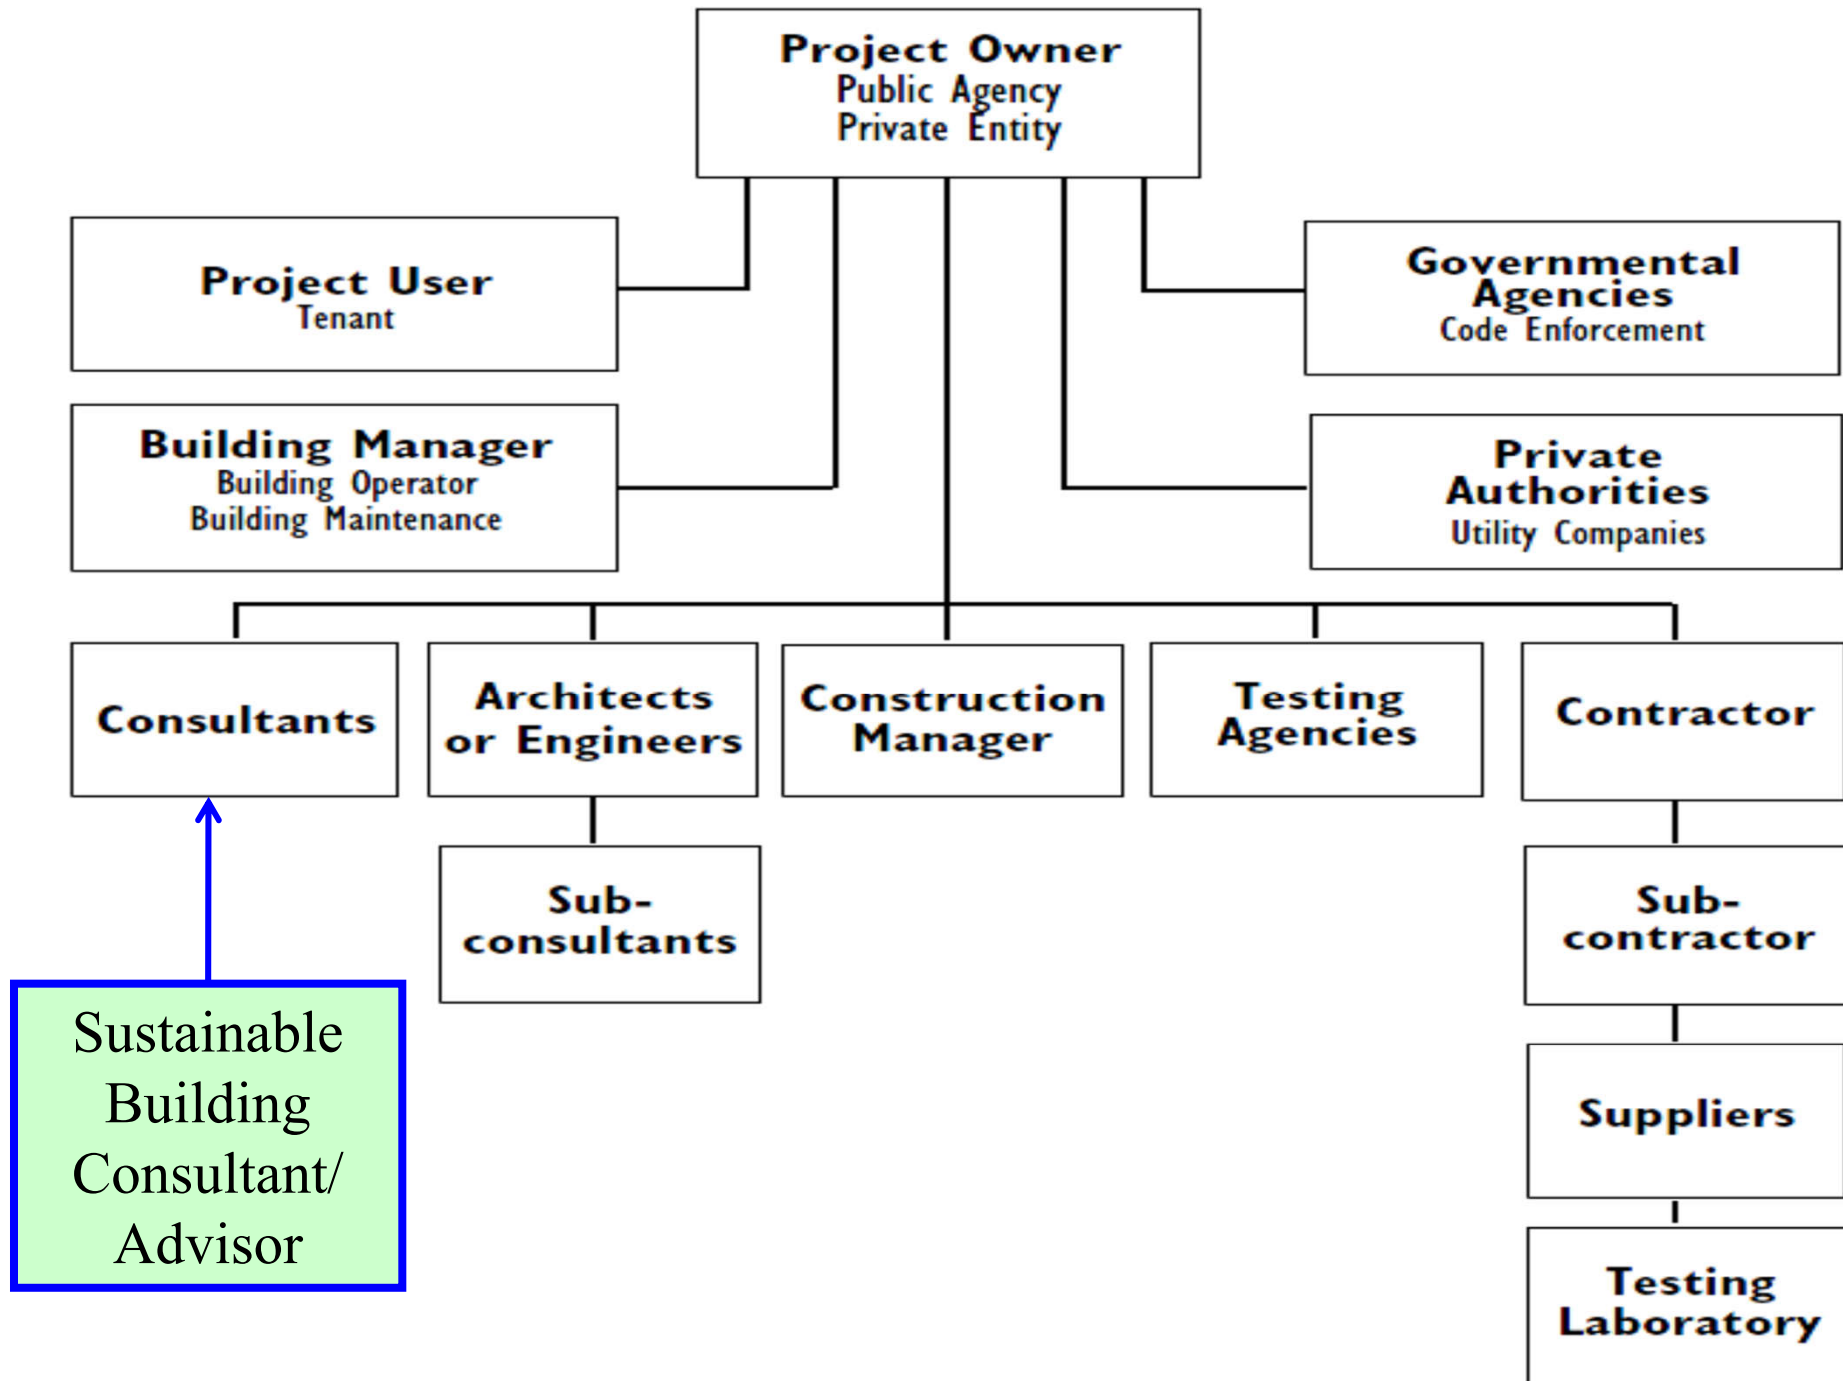 Project Owner
Public Agency
Private Entity
Project User
Tenant
Governmental
Agencies
Code Enforcement
Building Manager
Building Operator
Building Maintenance
Private
Authorities
Utility Companies
Consultants
Architects
or Engineers
Construction
Manager
Testing
Agencies
Contractor
Sub-
consultants
Sub-
contractor
Sustainable
Building
Consultant/
Advisor
Suppliers
Testing
Laboratory